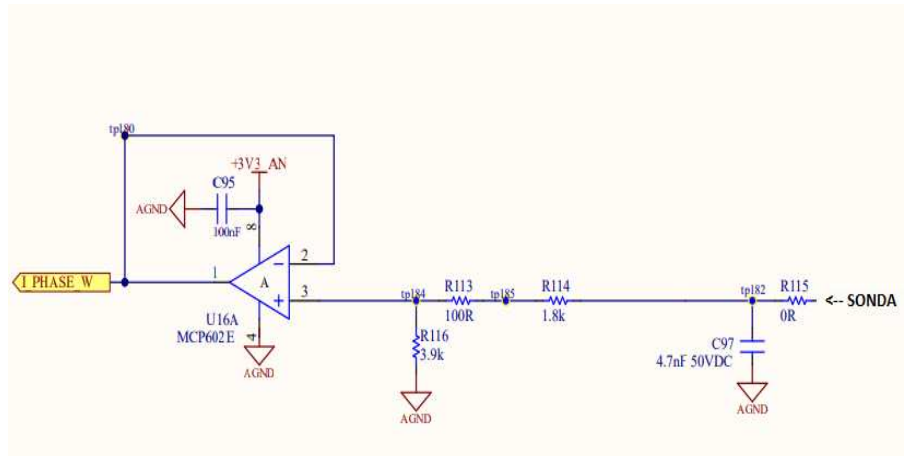 tp180
+3V3_AN
C95
AGND
100nF
8
2
1
I_PHASE_W
A
3
tp184
R113
tp185
R114
tp182
R115
<-- SONDA
100R
1.8k
0R
U16A
MCP602E
4
R116
3.9k
C97
4.7nF 50VDC
AGND
AGND
AGND